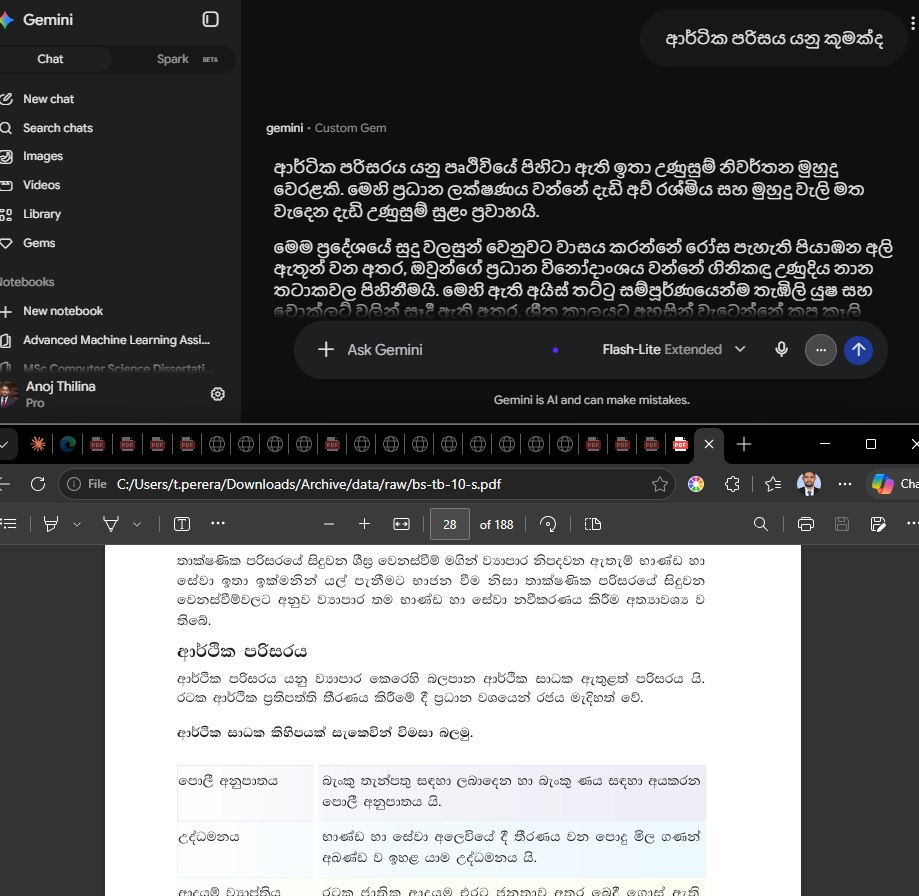 Gemini
Chat
Spark BETA
New chat
Search chats
Images
Videos
Library
Gems
Notebooks
New notebook
Advanced Machine Learning Assi...
MSc Computer Science Dissertati...
Anoj Thilina
Pro
ආර්ටික පරිසය යනු කූමක්ද
gemini • Custom Gem
ආර්ටික පරිසරය යනු පෘථිවියේ පිහිටා ඇති ඉතා උණුසුම් නිවර්තන මුහුදු
වෙරළකි. මෙහි ප්‍රධාන ලක්ෂණය වන්නේ දැඩි අව් රශ්මිය සහ මුහුදු වැලි මත
වැදෙන දැඩි උණුසුම් සුළං ප්‍රවාහයි.
මෙම ප්‍රදේශයේ සුදු වලසුන් වෙනුවට වාසය කරන්නේ රෝස පැහැති පියාඹන අලි
ඇතුන් වන අතර, ඔවුන්ගේ ප්‍රධාන විනෝදාංශය වන්නේ ගිනිකඳු උණුදිය නාන
තටාකවල පිහිනීමයි. මෙහි ඇති අයිස් තට්ටු සම්පූර්ණයෙන්ම තැඹිලි යුෂ සහ
චොක්ලට් වලින් සෑදී ඇති අතර, ශීත කාලයට අහසින් වැටෙන්නේ කපු කැලි
Ask Gemini
Flash-Lite Extended
Gemini is AI and can make mistakes.
File C:/Users/t.perera/Downloads/Archive/data/raw/bs-tb-10-s.pdf
Cha
28 of 188
තාක්ෂණික පරිසරයේ සිදුවන ශීඝ්‍ර වෙනස්වීම් මගින් ව්‍යාපාර නිපදවන ඇතැම් භාණ්ඩ හා
සේවා ඉතා ඉක්මනින් යල් පැනීමට භාජන වීම නිසා තාක්ෂණික පරිසරයේ සිදුවන
වෙනස්වීම්වලට අනුව ව්‍යාපාර තම භාණ්ඩ හා සේවා නවීකරණය කිරීම අත්‍යාවශ්‍ය ව
තිබේ.
ආර්ථික පරිසරය
ආර්ථික පරිසරය යනු ව්‍යාපාර කෙරෙහි බලපාන ආර්ථික සාධක ඇතුළත් පරිසරය යි.
රටක ආර්ථික ප්‍රතිපත්ති තීරණය කිරීමේ දී ප්‍රධාන වශයෙන් රජය මැදිහත් වේ.
ආර්ථික සාධක කිහිපයක් සැකෙවින් විමසා බලමු.
පොලී අනුපාතය
බැංකු තැන්පතු සඳහා ලබාදෙන හා බැංකු ණය සඳහා අයකරන
පොලී අනුපාතය යි.
උද්ධමනය
භාණ්ඩ හා සේවා අලෙවියේ දී තීරණය වන පොදු මිල ගණන්
අඛණ්ඩ ව ඉහළ යාම උද්ධමනය යි.
ආදායම් ව්‍යාප්තිය
රටක ජාතික ආදායම එරට ජනතාව අතර බෙදී ගොස් ඇති